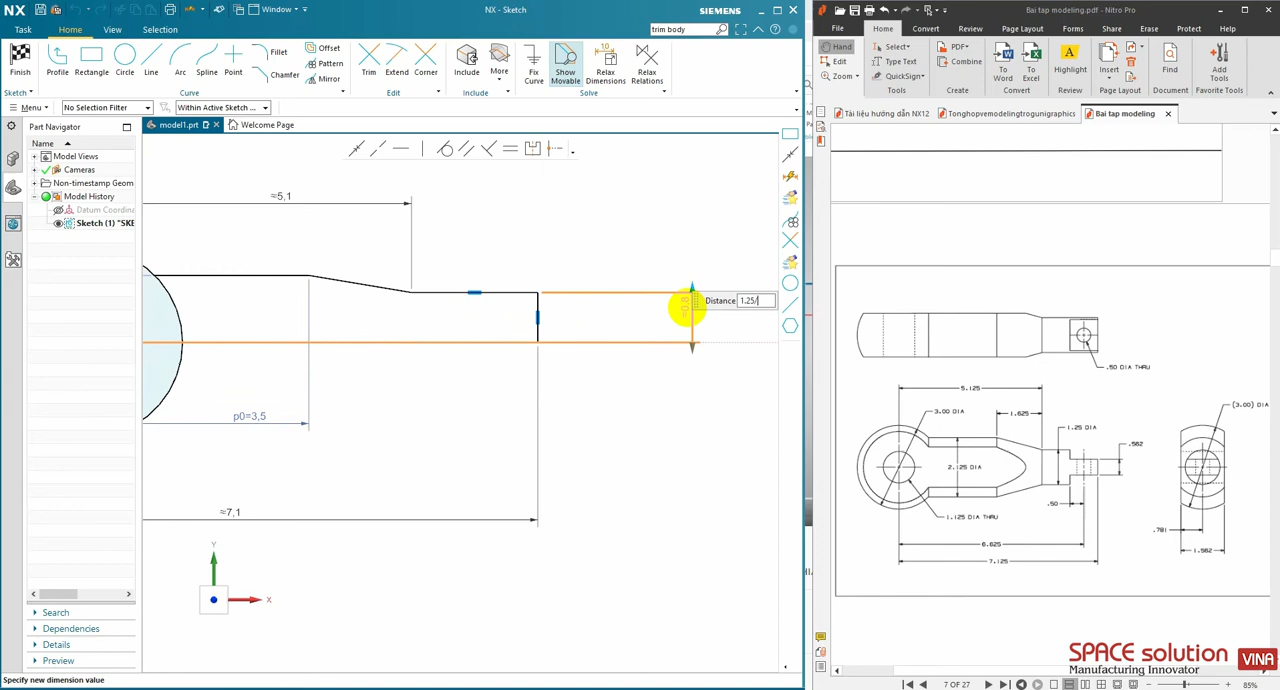 NX
Window
NX - Sketch
SIEMENS
Task
Home
View
Selection
trim body
Finish
Profile
Rectangle
Circle
Line
Arc
Spline
Point
Fillet
Chamfer
Offset
Pattern
Mirror
Trim
Extend
Corner
Include
More
Fix
Curve
Show
Movable
Relax
Dimensions
Relax
Relations
Sketch
Curve
Edit
Include
Solve
Menu
No Selection Filter
Within Active Sketch ...
Part Navigator
model1.prt
Welcome Page
Name
Model Views
Cameras
Non-timestamp Geom
Model History
Datum Coordina
Sketch (1) "SKE
≈5,1
≈0,8
Distance 1.25/
p0=3,5
≈7,1
Y
X
Search
Dependencies
Details
Preview
Specify new dimension value
Bai tap modeling.pdf - Nitro Pro
File
Home
Convert
Review
Page Layout
Forms
Share
Erase
Protect
Help
Hand
Edit
Zoom
Select
Type Text
QuickSign
PDF
Combine
To
Word
To
Excel
Highlight
Insert
Find
Add
Tools
Tools
Create
Convert
Review
Page Layout
Document
Favorite Tools
Tài liệu hướng dẫn NX12
Tonghopvemodelingtrogunigraphics
Bai tap modeling
.50 DIA THRU
5.125
3.00 DIA
1.625
(3.00) DIA
1.25 DIA
.562
2.125 DIA
.50
1.125 DIA THRU
.781
6.625
1.562
7.125
SPACE solution
Manufacturing Innovator
VINA
7 OF 27
85%